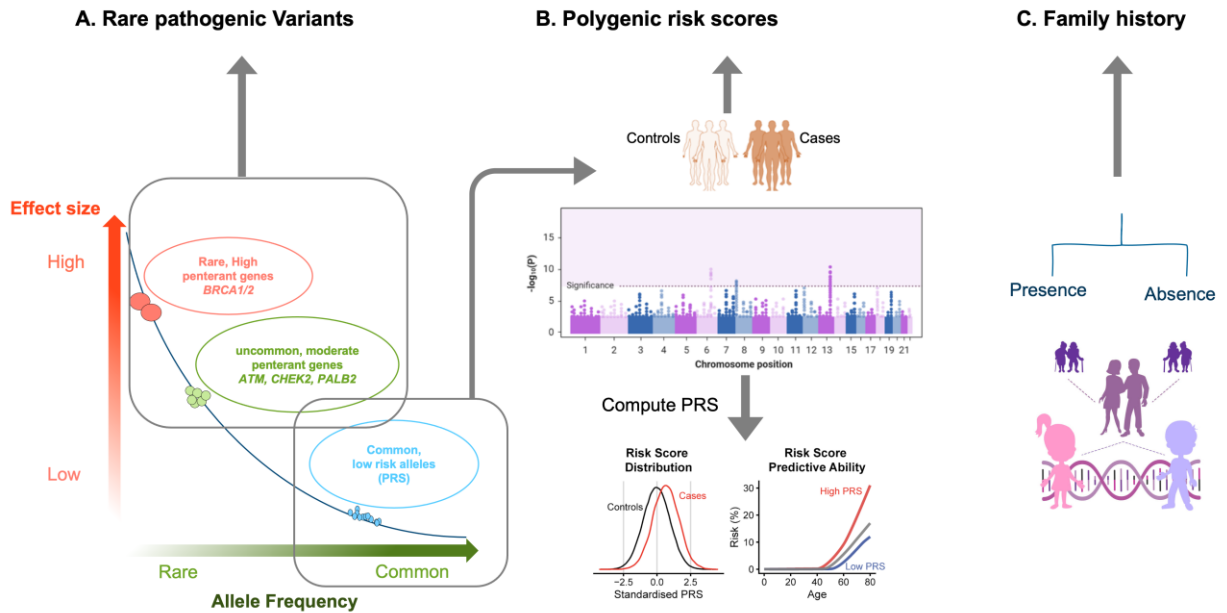 A. Rare pathogenic Variants
Effect size
High
Low
Rare, High
penterant genes
BRCA1/2
uncommon, moderate
penterant genes
ATM, CHEK2, PALB2
Common,
low risk alleles
(PRS)
Rare
Common
Allele Frequency
B. Polygenic risk scores
Controls
Cases
-log₁₀(P)
15
10
5
0
Significance
1 2 3 4 5 6 7 8 9 10 11 12 13 15 17 19 21
Chromosome position
Compute PRS
Risk Score
Distribution
Controls
Cases
−2.5 0.0 2.5
Standardised PRS
Risk Score
Predictive Ability
Risk (%)
30
20
10
0
High PRS
Low PRS
0 20 40 60 80
Age
C. Family history
Presence
Absence